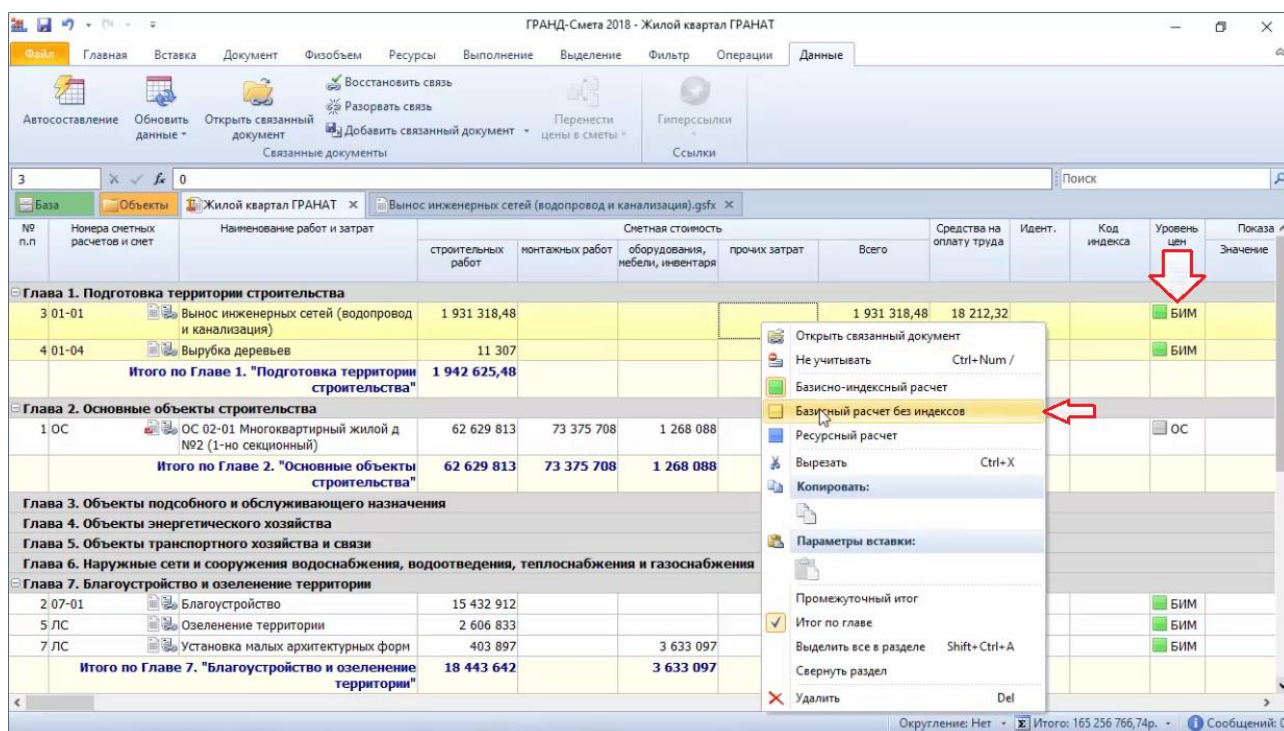 ГРАНД-Смета 2018 - Жилой квартал ГРАНАТ
Файл Главная Вставка Документ Физобъем Ресурсы Выполнение Выделение Фильтр Операции Данные
Автосоставление
Обновить данные
Открыть связанный документ
Восстановить связь
Разорвать связь
Добавить связанный документ
Перенести цены в сметы
Гиперссылки
Связанные документы
Ссылки
3 fx 0 Поиск
База Объекты Жилой квартал ГРАНАТ Вынос инженерных сетей (водопровод и канализация).gsfx
№ п.п Номера сметных расчетов и смет Наименование работ и затрат Сметная стоимость Средства на оплату труда Идент. Код индекса Уровень цен Показа
строительных работ монтажных работ оборудования, мебели, инвентаря прочих затрат Всего Значение
Глава 1. Подготовка территории строительства
3 01-01 Вынос инженерных сетей (водопровод 1 931 318,48 1 931 318,48 18 212,32 БИМ
и канализация)
4 01-04 Вырубка деревьев 11 307 БИМ
Итого по Главе 1. "Подготовка территории 1 942 625,48
строительства"
Глава 2. Основные объекты строительства
1 ОС ОС 02-01 Многоквартирный жилой д 62 629 813 73 375 708 1 268 088 ОС
№2 (1-но секционный)
Итого по Главе 2. "Основные объекты 62 629 813 73 375 708 1 268 088
строительства"
Глава 3. Объекты подсобного и обслуживающего назначения
Глава 4. Объекты энергетического хозяйства
Глава 5. Объекты транспортного хозяйства и связи
Глава 6. Наружные сети и сооружения водоснабжения, водоотведения, теплоснабжения и газоснабжения
Глава 7. Благоустройство и озеленение территории
2 07-01 Благоустройство 15 432 912 БИМ
5 ЛС Озеленение территории 2 606 833 БИМ
7 ЛС Установка малых архитектурных форм 403 897 3 633 097 БИМ
Итого по Главе 7. "Благоустройство и озеленение 18 443 642 3 633 097
территории"
Открыть связанный документ
Не учитывать Ctrl+Num /
Базисно-индексный расчет
Базисный расчет без индексов
Ресурсный расчет
Вырезать Ctrl+X
Копировать:
Параметры вставки:
Промежуточный итог
Итог по главе
Выделить все в разделе Shift+Ctrl+A
Свернуть раздел
Удалить Del
Округление: Нет Σ Итого: 165 256 766,74р. Сообщений: